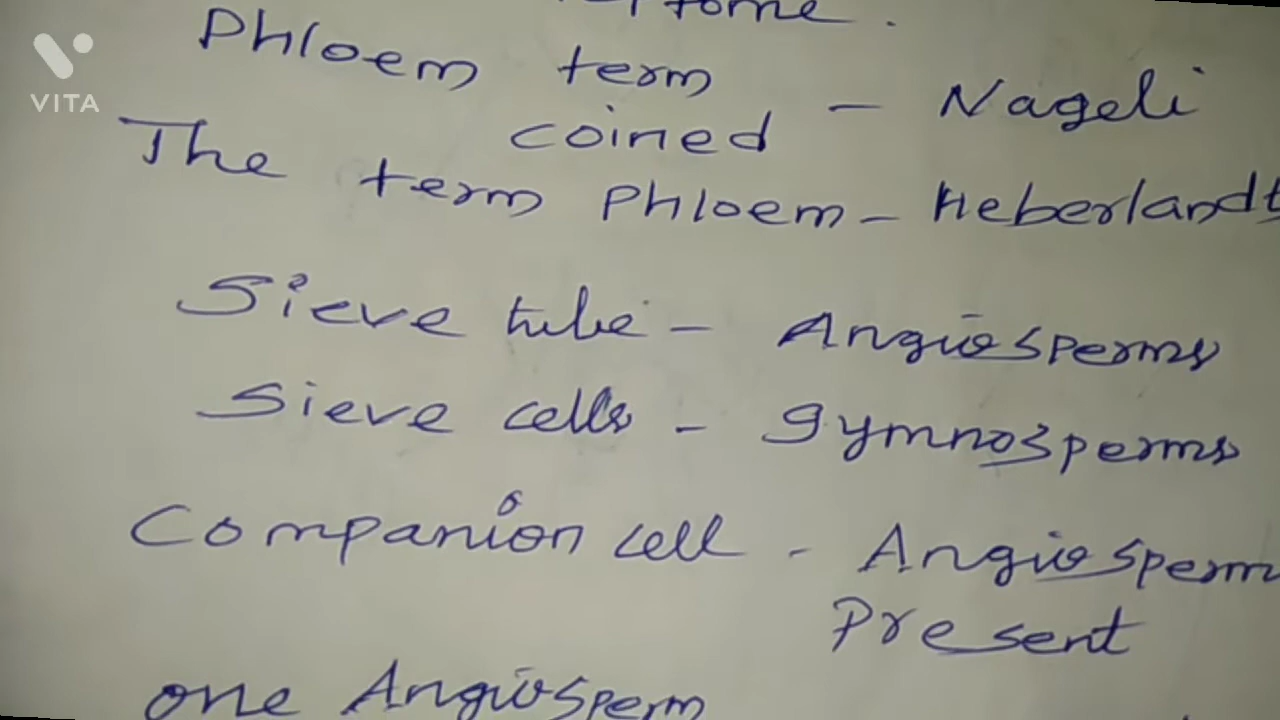 VITA
Phloem term
coined - Nageli
The term Phloem - Heberlandt
Sieve tube - Angiosperms
Sieve cells - gymnosperms
Companion cell - Angiosperm
Present
one Angiosperm